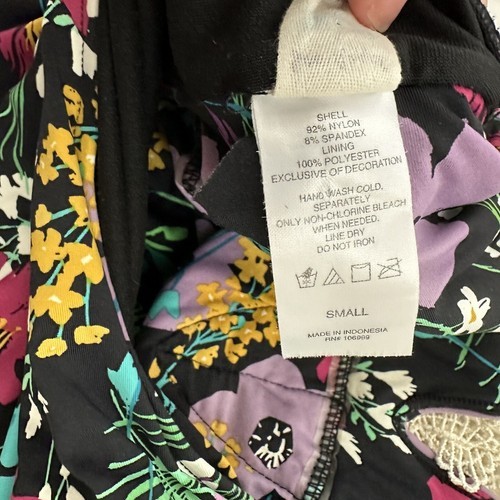 SHELL
92% NYLON
8% SPANDEX
LINING
100% POLYESTER
EXCLUSIVE OF DECORATION
HAND WASH COLD.
SEPARATELY
ONLY NON-CHLORINE BLEACH
WHEN NEEDED.
LINE DRY
DO NOT IRON
SMALL
MADE IN INDONESIA
RN# 106999